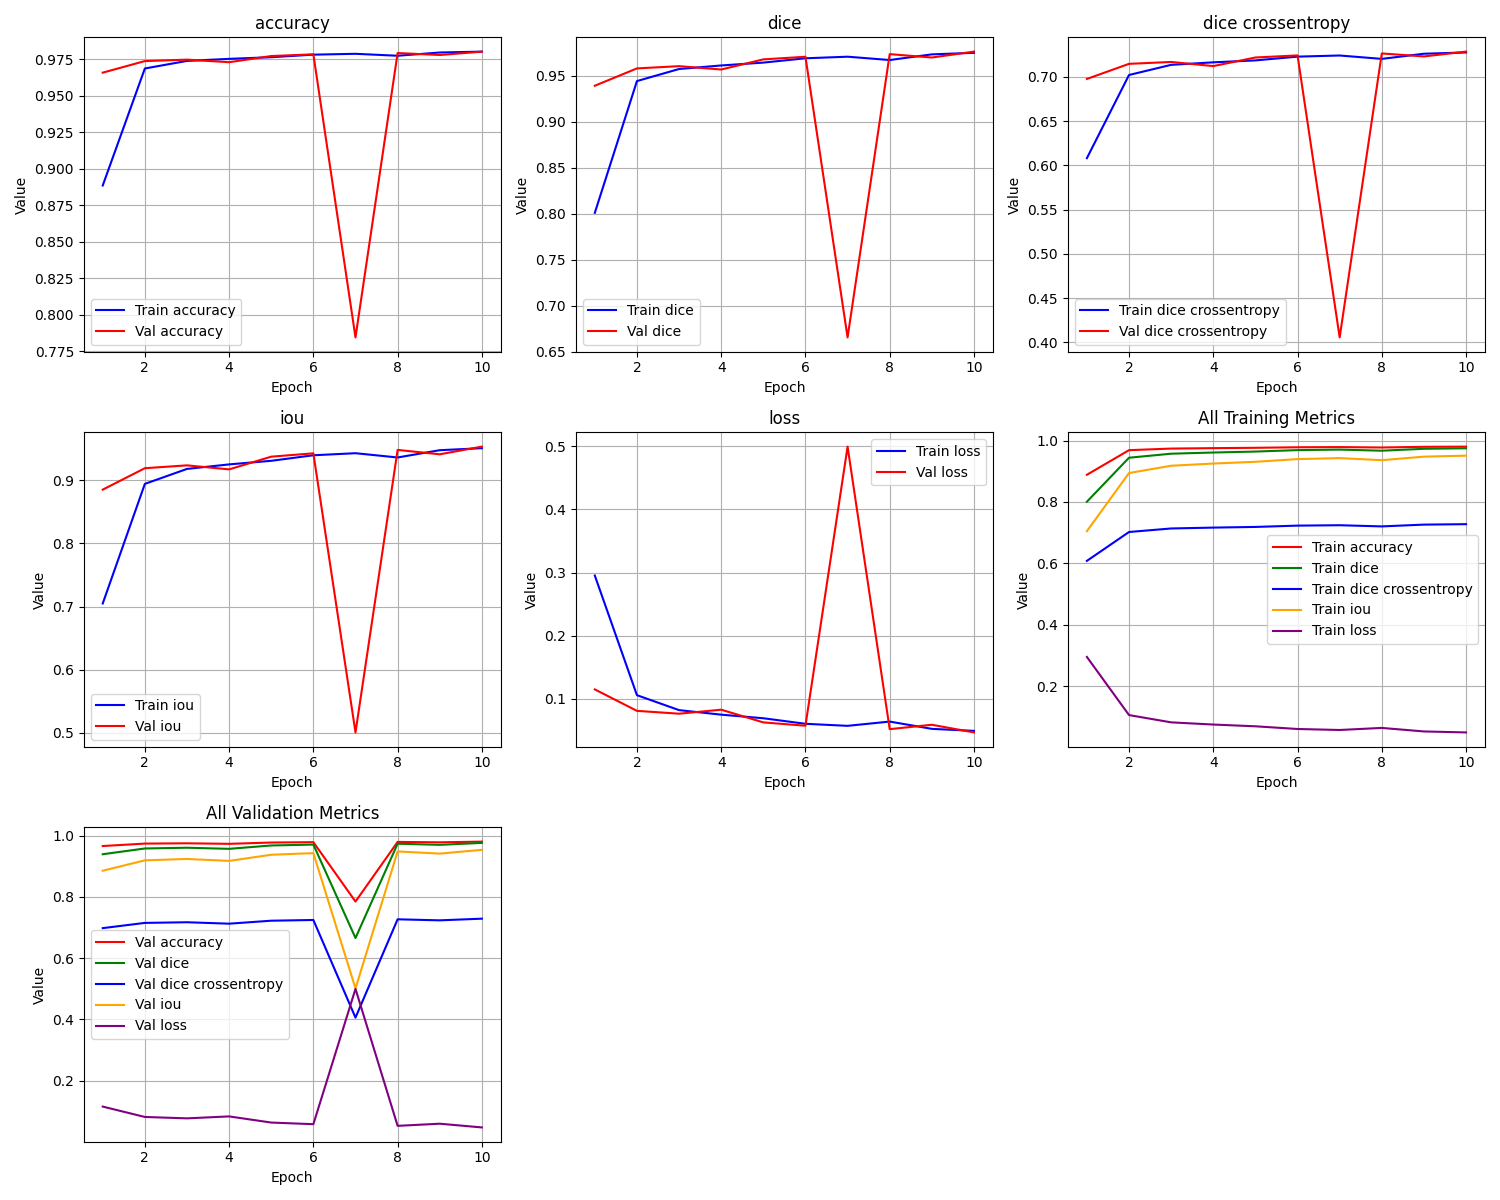 accuracy
0.975
0.950
0.925
0.900
0.875
0.850
0.825
0.800
0.775
Value
Train accuracy
Val accuracy
2 4 6 8 10
Epoch
dice
0.95
0.90
0.85
0.80
0.75
0.70
0.65
Value
Train dice
Val dice
2 4 6 8 10
Epoch
dice crossentropy
0.70
0.65
0.60
0.55
0.50
0.45
0.40
Value
Train dice crossentropy
Val dice crossentropy
2 4 6 8 10
Epoch
iou
0.9
0.8
0.7
0.6
0.5
Value
Train iou
Val iou
2 4 6 8 10
Epoch
loss
0.5
0.4
0.3
0.2
0.1
Value
Train loss
Val loss
2 4 6 8 10
Epoch
All Training Metrics
1.0
0.8
0.6
0.4
0.2
Value
Train accuracy
Train dice
Train dice crossentropy
Train iou
Train loss
2 4 6 8 10
Epoch
All Validation Metrics
1.0
0.8
0.6
0.4
0.2
Value
Val accuracy
Val dice
Val dice crossentropy
Val iou
Val loss
2 4 6 8 10
Epoch